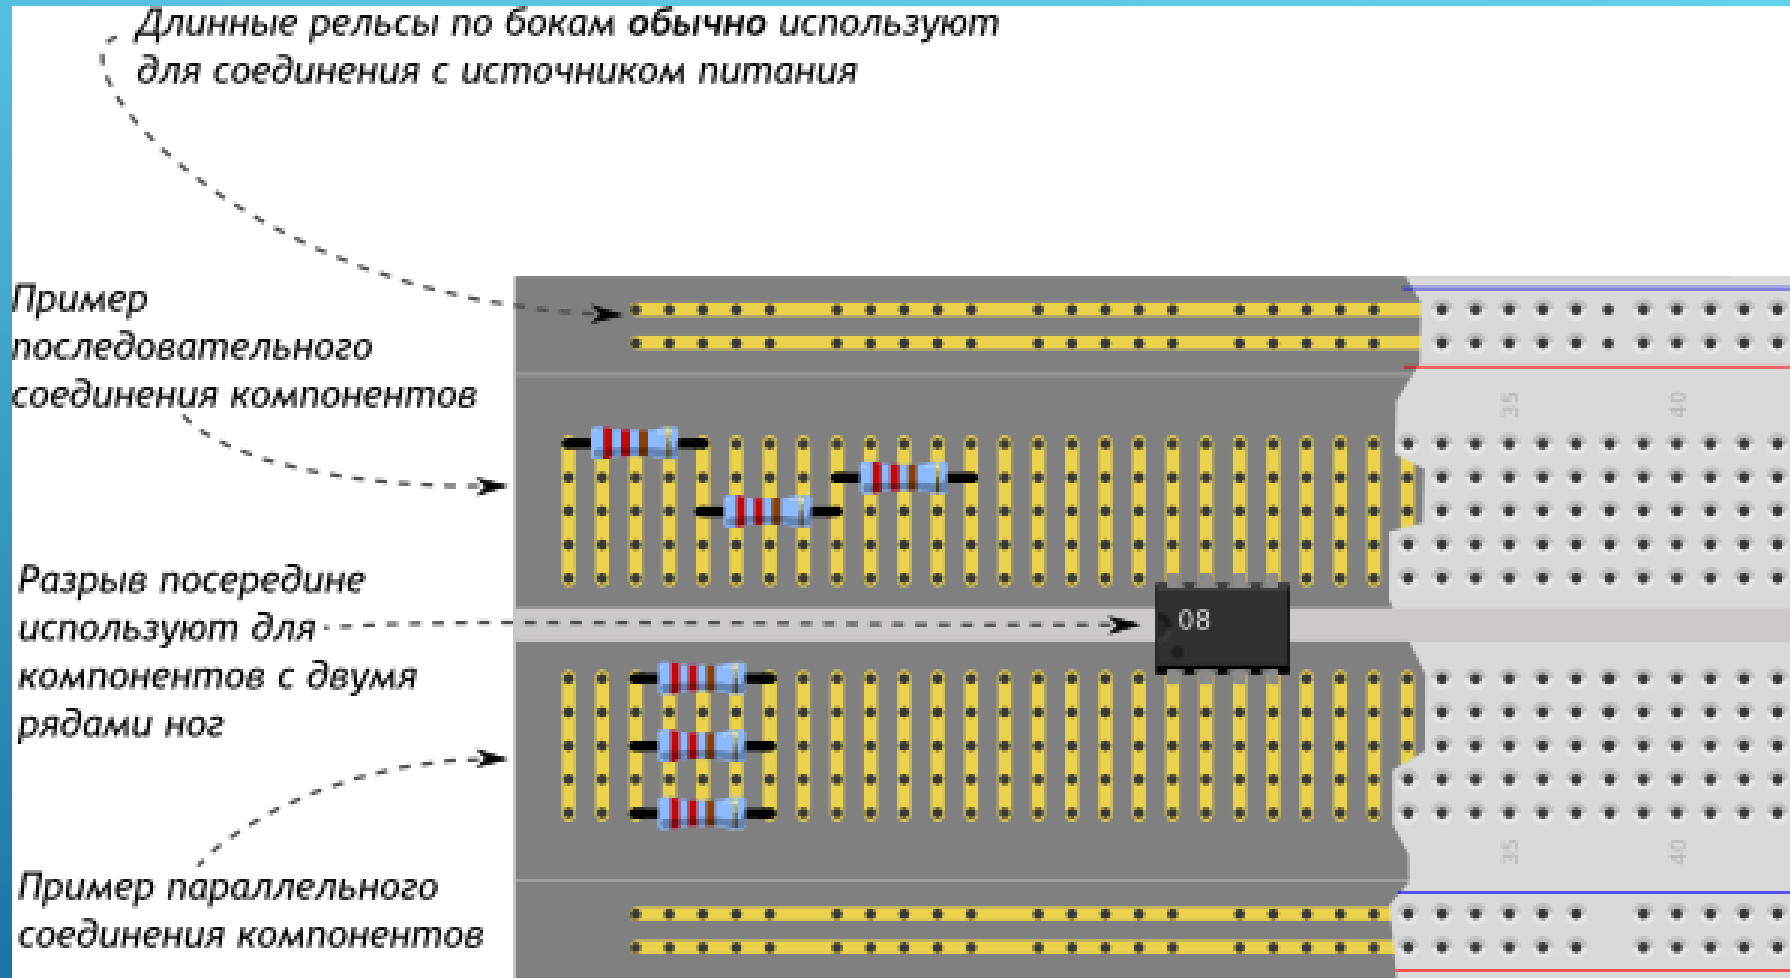 Длинные рельсы по бокам обычно используют
для соединения с источником питания
Пример
последовательного
соединения компонентов
35
40
Разрыв посередине
используют для
компонентов с двумя
рядами ног
08
35
40
Пример параллельного
соединения компонентов